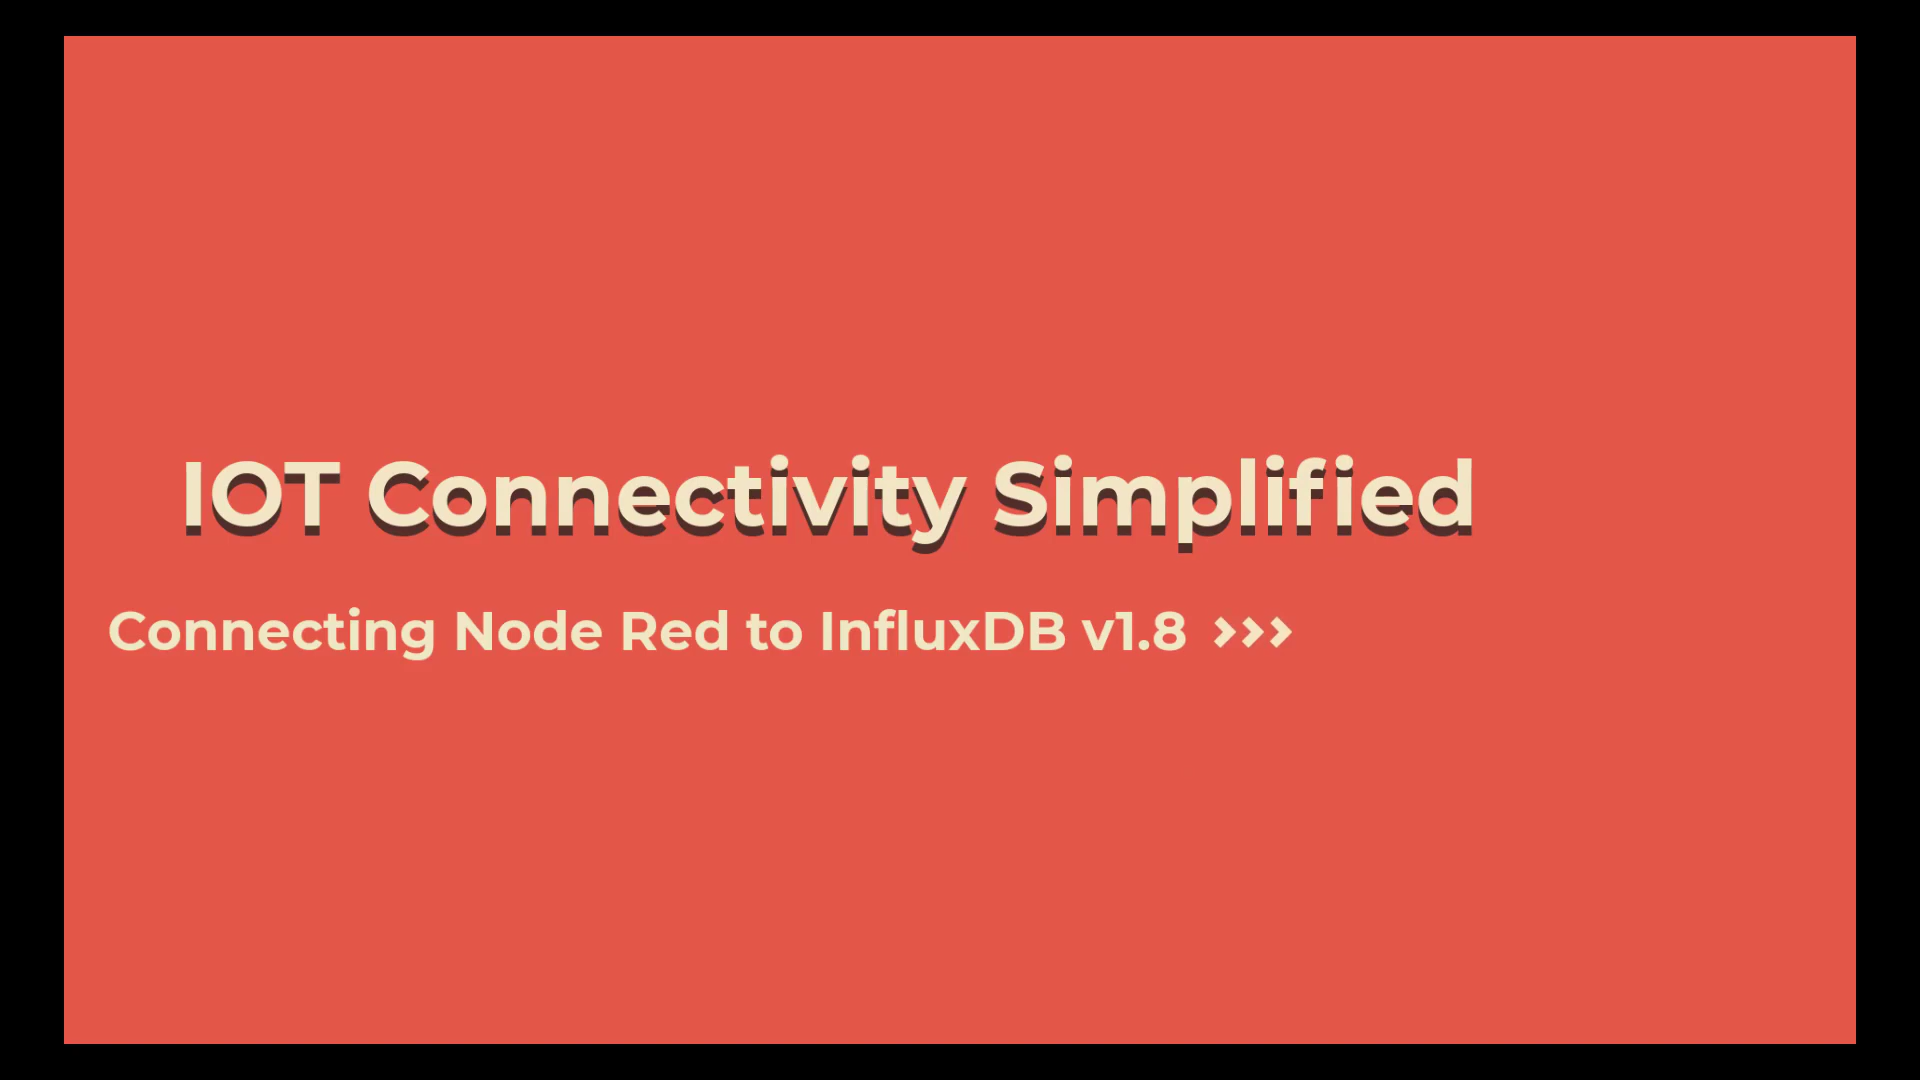 IOT Connectivity Simplified
Connecting Node Red to InfluxDB v1.8 >>>